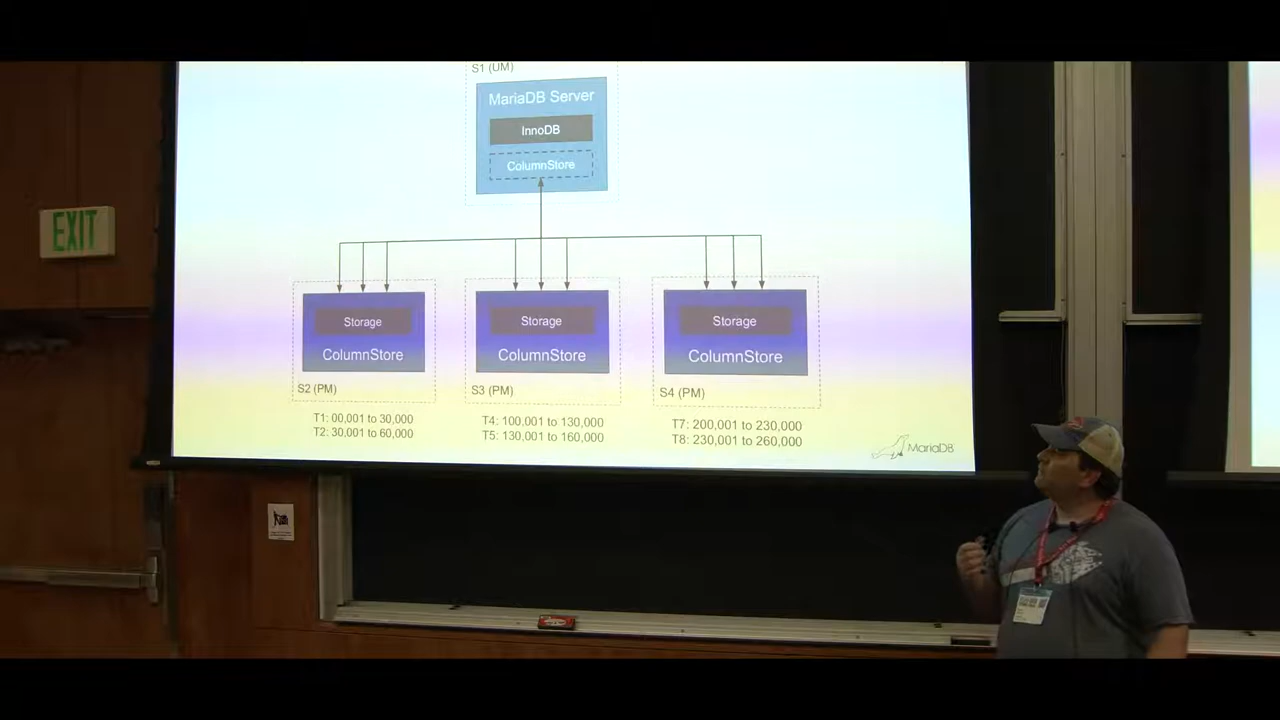 S1 (UM)
MariaDB Server
InnoDB
ColumnStore
EXIT
Storage
ColumnStore
S2 (PM)
T1: 00,001 to 30,000
T2: 30,001 to 60,000
Storage
ColumnStore
S3 (PM)
T4: 100,001 to 130,000
T5: 130,001 to 160,000
Storage
ColumnStore
S4 (PM)
T7: 200,001 to 230,000
T8: 230,001 to 260,000
MariaDB